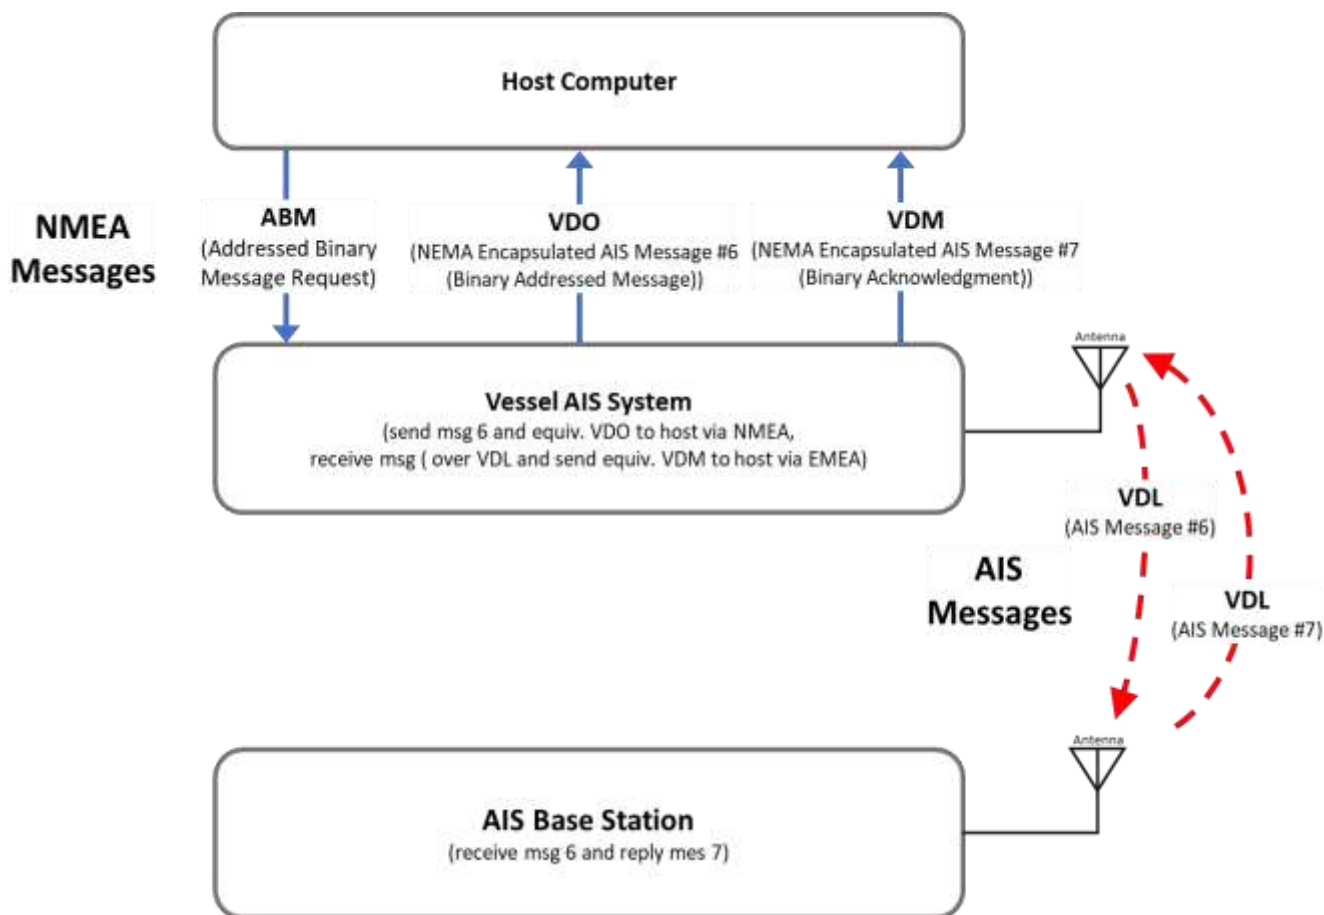 Host Computer
NMEA
Messages
ABM
(Addressed Binary
Message Request)
VDO
(NEMA Encapsulated AIS Message #6
(Binary Addressed Message))
VDM
(NEMA Encapsulated AIS Message #7
(Binary Acknowledgment))
Antenna
Vessel AIS System
(send msg 6 and equiv. VDO to host via NMEA,
receive msg ( over VDL and send equiv. VDM to host via EMEA)
VDL
(AIS Message #6)
AIS
Messages
VDL
(AIS Message #7)
Antenna
AIS Base Station
(receive msg 6 and reply mes 7)